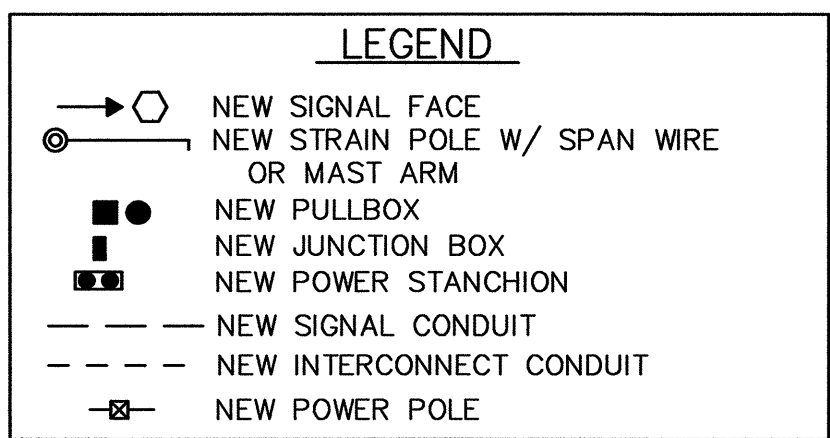 LEGEND
NEW SIGNAL FACE
NEW STRAIN POLE W/ SPAN WIRE
OR MAST ARM
NEW PULLBOX
NEW JUNCTION BOX
NEW POWER STANCHION
NEW SIGNAL CONDUIT
NEW INTERCONNECT CONDUIT
NEW POWER POLE